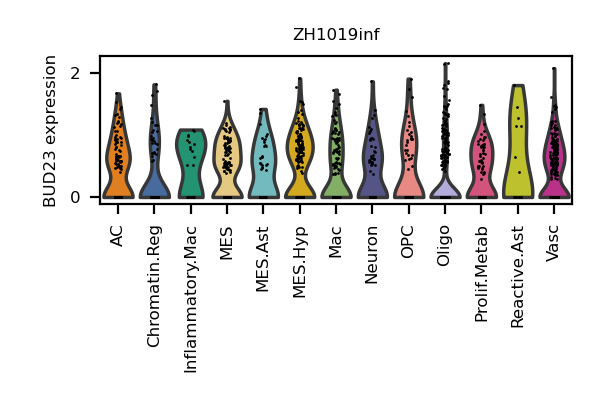 ZH1019inf
BUD23 expression
2
0
AC
Chromatin.Reg
Inflammatory.Mac
MES
MES.Ast
MES.Hyp
Mac
Neuron
OPC
Oligo
Prolif.Metab
Reactive.Ast
Vasc